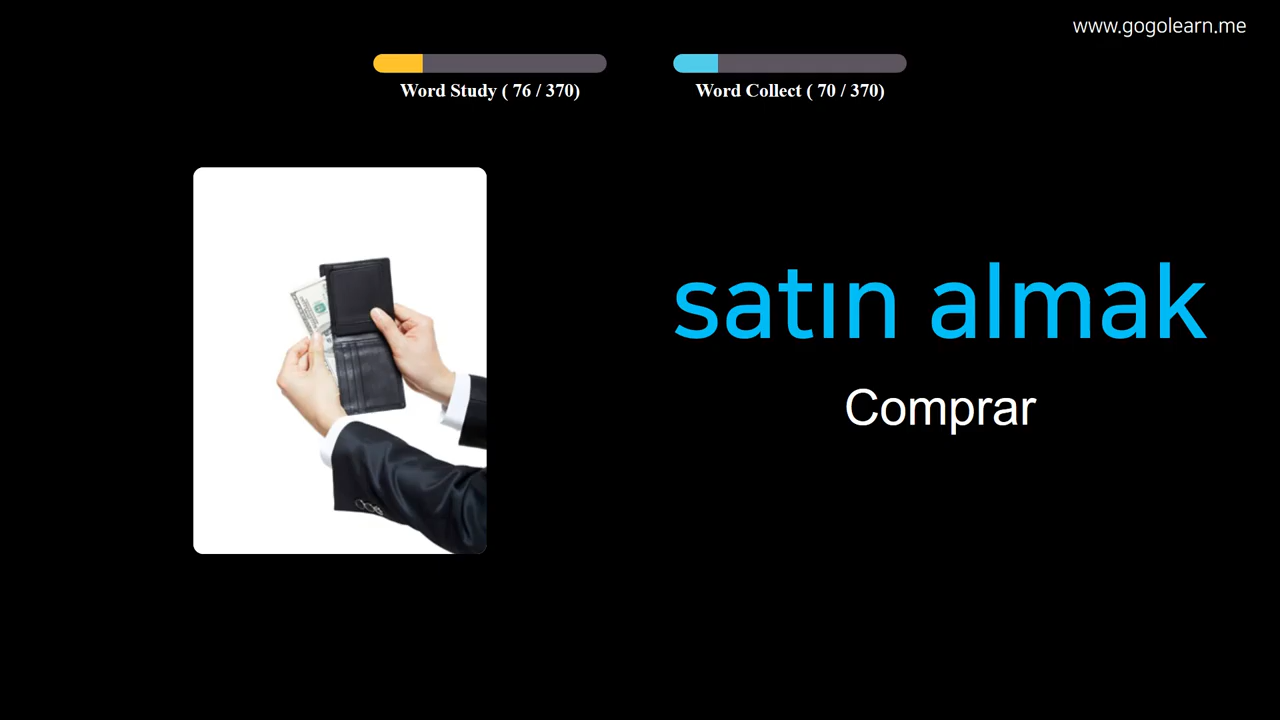 www.gogolearn.me
Word Study ( 76 / 370)
Word Collect ( 70 / 370)
satın almak
Comprar